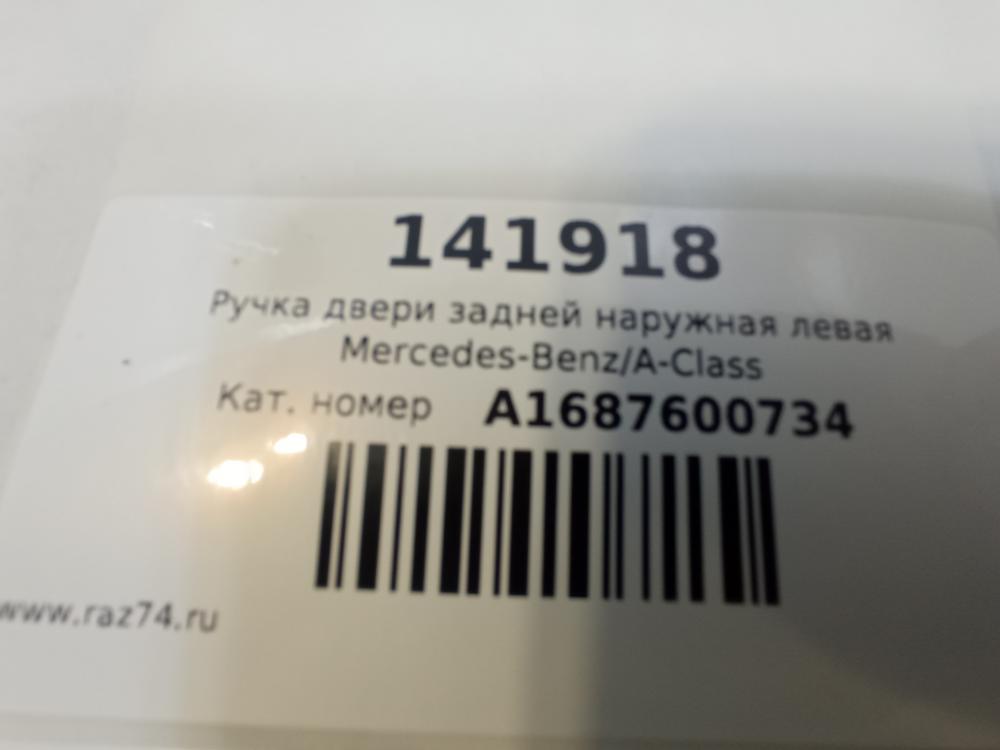 141918
Ручка двери задней наружная левая
Mercedes-Benz/A-Class
Кат. номер A1687600734
www.raz74.ru